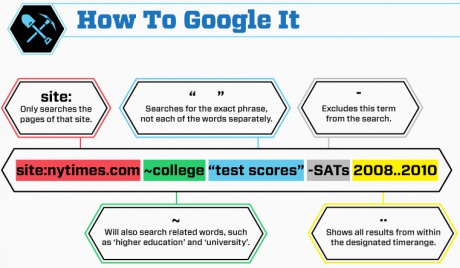 How To Google It
site:
Only searches the
pages of that site.
“ ”
Searches for the exact phrase,
not each of the words separately.
-
Excludes this term
from the search.
site:nytimes.com ~college “test scores” -SATs 2008..2010
~
Will also search related words, such
as ‘higher education’ and ‘university’.
..
Shows all results from within
the designated timerange.